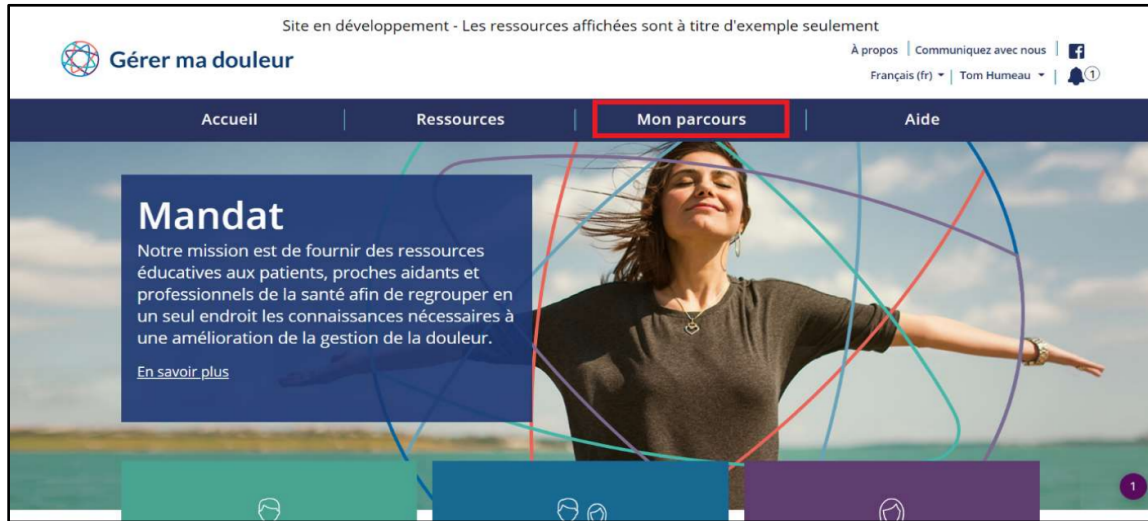 Site en développement - Les ressources affichées sont à titre d'exemple seulement
Gérer ma douleur
À propos | Communiquez avec nous |
Français (fr) | Tom Humeau | 1
Accueil | Ressources | Mon parcours | Aide
Mandat
Notre mission est de fournir des ressources
éducatives aux patients, proches aidants et
professionnels de la santé afin de regrouper en
un seul endroit les connaissances nécessaires à
une amélioration de la gestion de la douleur.
En savoir plus
1